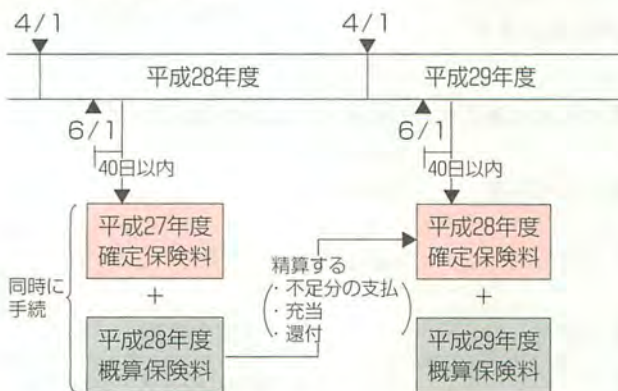 4/1
4/1
平成28年度
平成29年度
6/1
6/1
40日以内
40日以内
平成27年度
確定保険料
平成28年度
確定保険料
同時に
手続
+
精算する
・不足分の支払
・充当
・還付
+
平成28年度
概算保険料
平成29年度
概算保険料